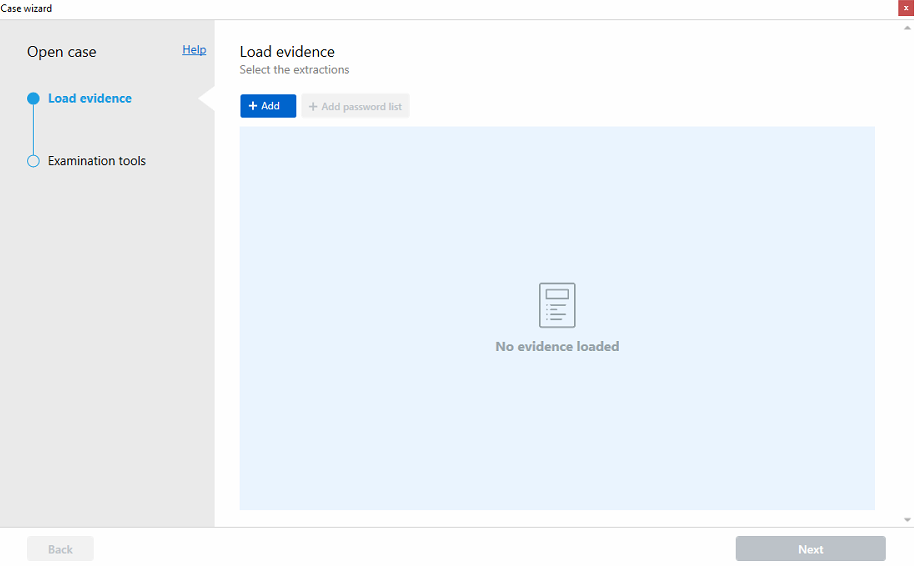 Case wizard
Open case
Help
Load evidence
Examination tools
Load evidence
Select the extractions
+ Add
+ Add password list
No evidence loaded
Back
Next